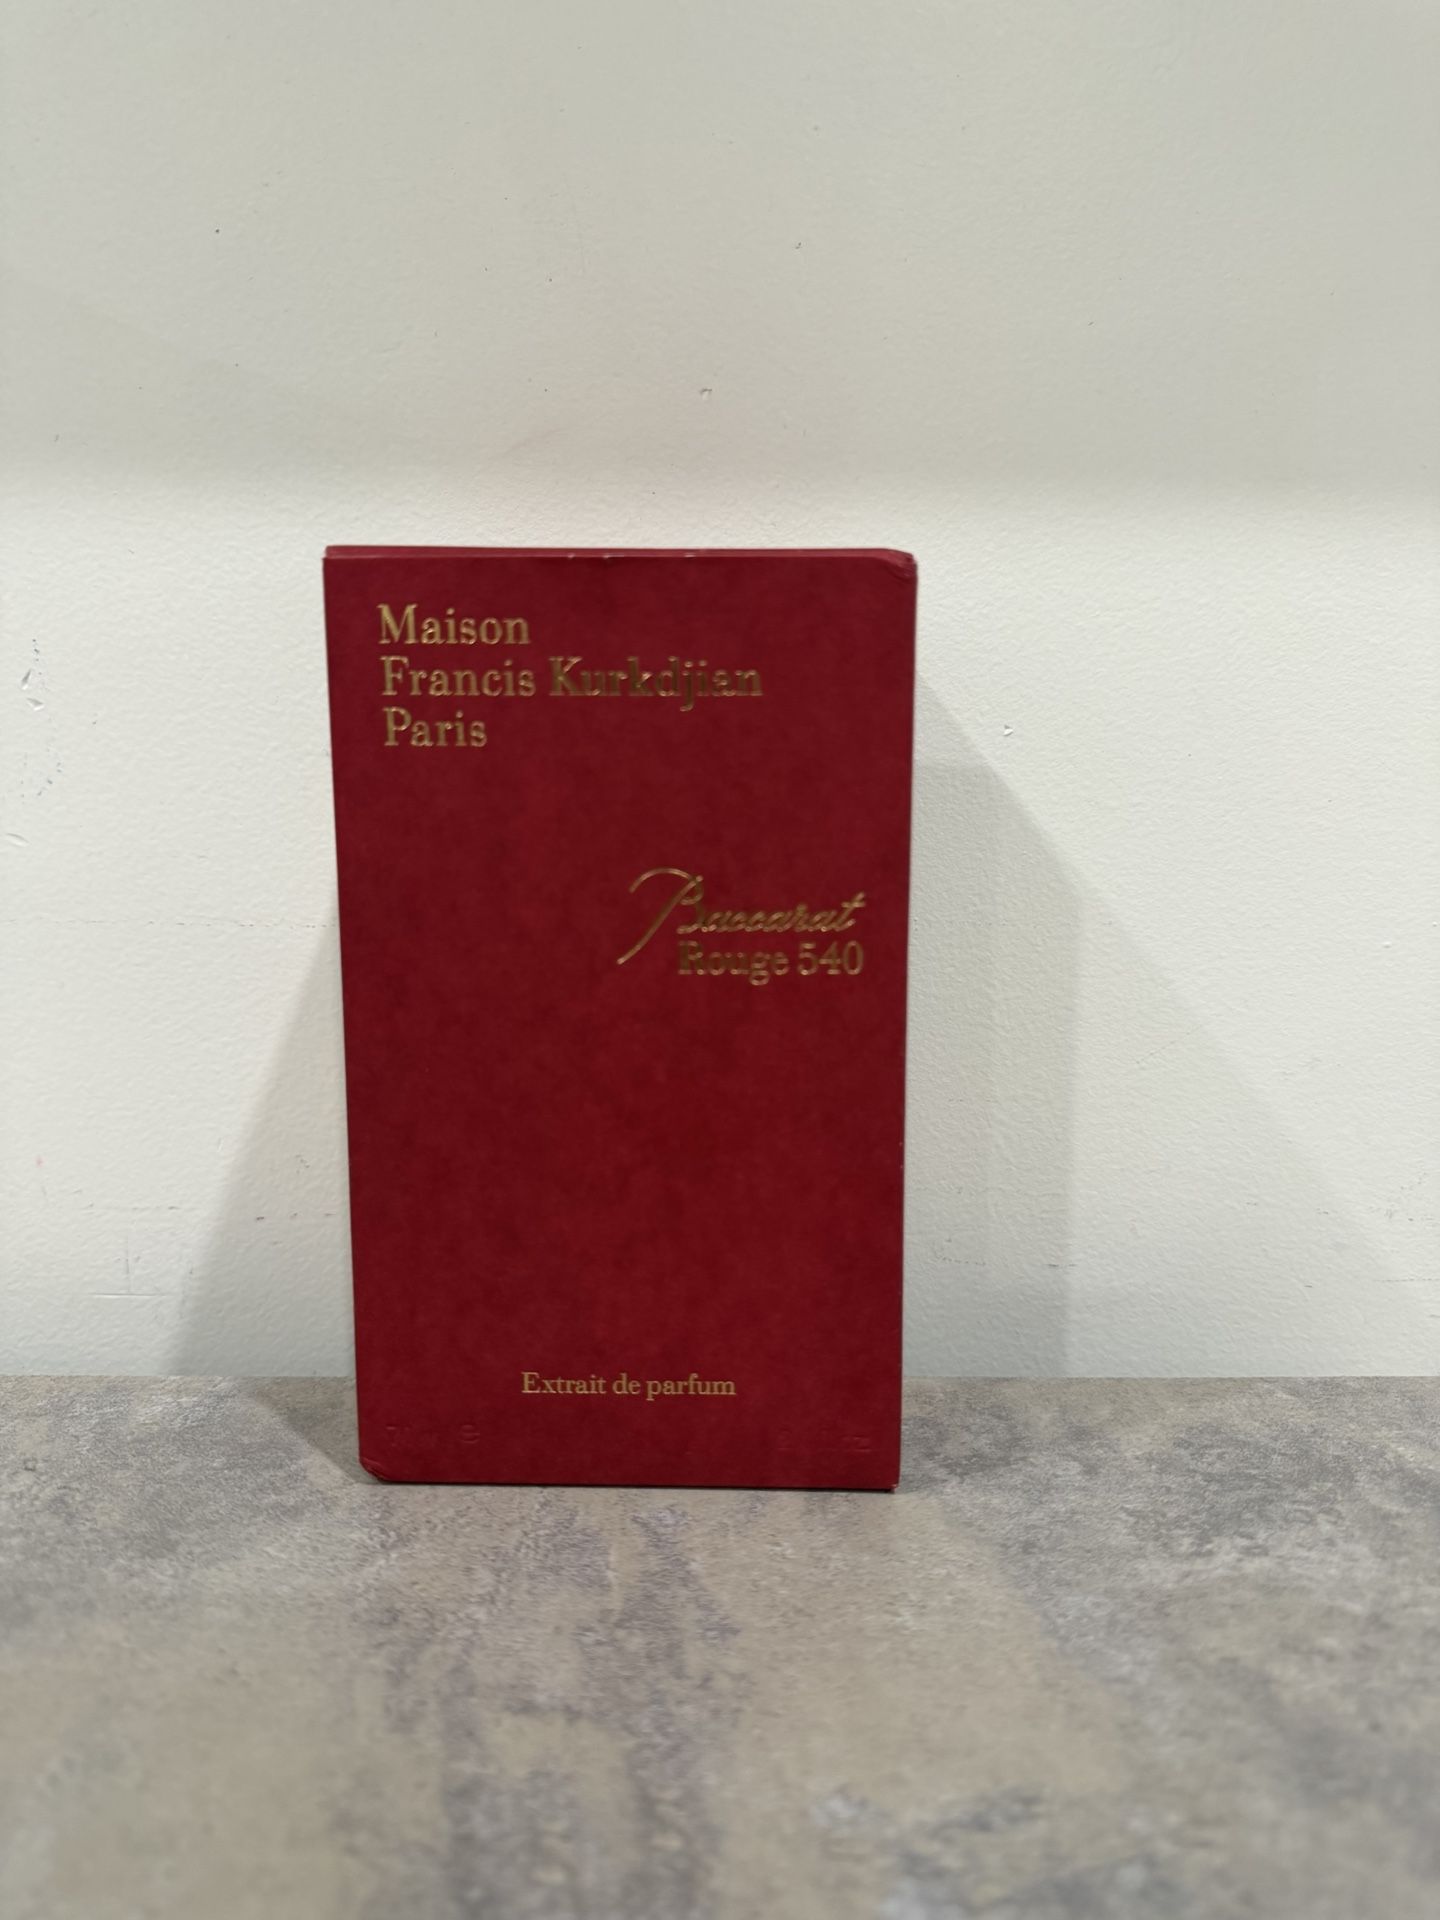 Maison
Francis Kurkdjian
Paris
Baccarat
Rouge 540
Extrait de parfum